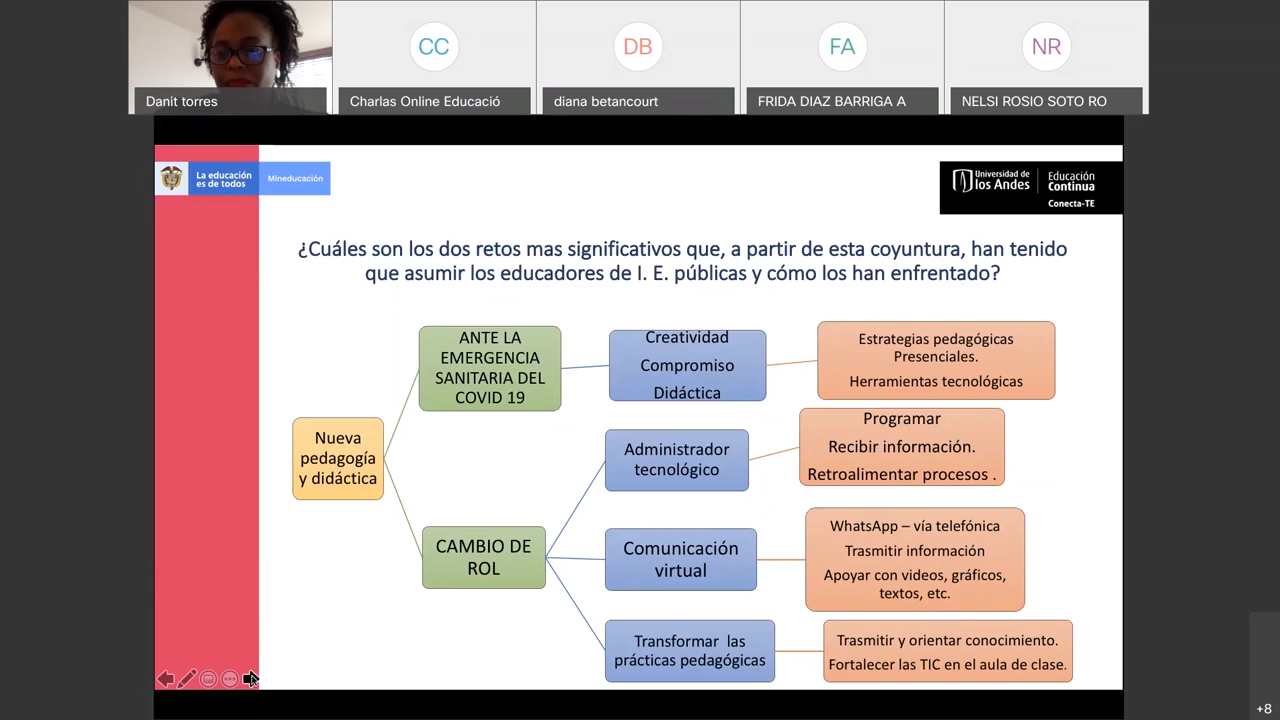 CC
DB
FA
NR
Danit torres
Charlas Online Educació
diana betancourt
FRIDA DIAZ BARRIGA A
NELSI ROSIO SOTO RO
La educación
es de todos
Mineducación
Universidad de
los Andes
Educación
Continua
Conecta-TE
¿Cuáles son los dos retos mas significativos que, a partir de esta coyuntura, han tenido
que asumir los educadores de I. E. públicas y cómo los han enfrentado?
Nueva
pedagogía
y didáctica
ANTE LA
EMERGENCIA
SANITARIA DEL
COVID 19
Creatividad
Compromiso
Didáctica
Estrategias pedagógicas
Presenciales.
Herramientas tecnológicas
CAMBIO DE
ROL
Administrador
tecnológico
Programar
Recibir información.
Retroalimentar procesos .
Comunicación
virtual
WhatsApp – vía telefónica
Trasmitir información
Apoyar con videos, gráficos,
textos, etc.
Transformar las
prácticas pedagógicas
Trasmitir y orientar conocimiento.
Fortalecer las TIC en el aula de clase.
+8